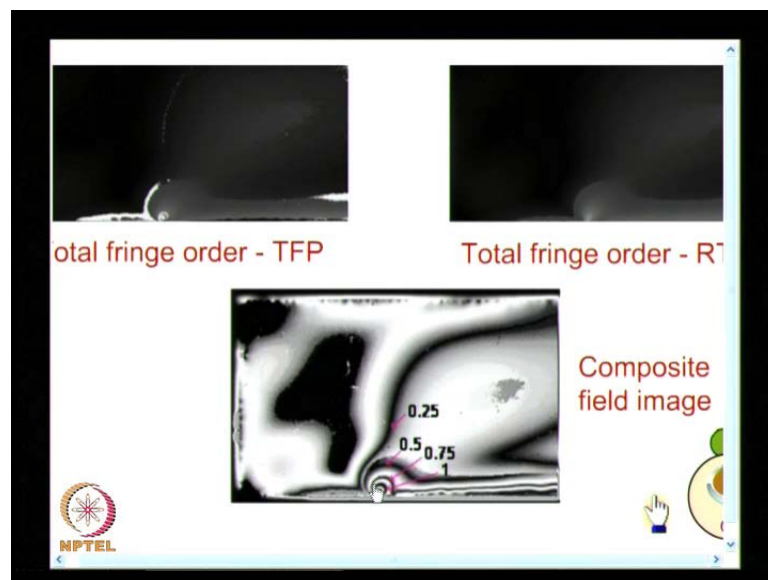 otal fringe order - TFP
Total fringe order - RT
Composite
field image
0.25
0.5
0.75
1
NPTEL